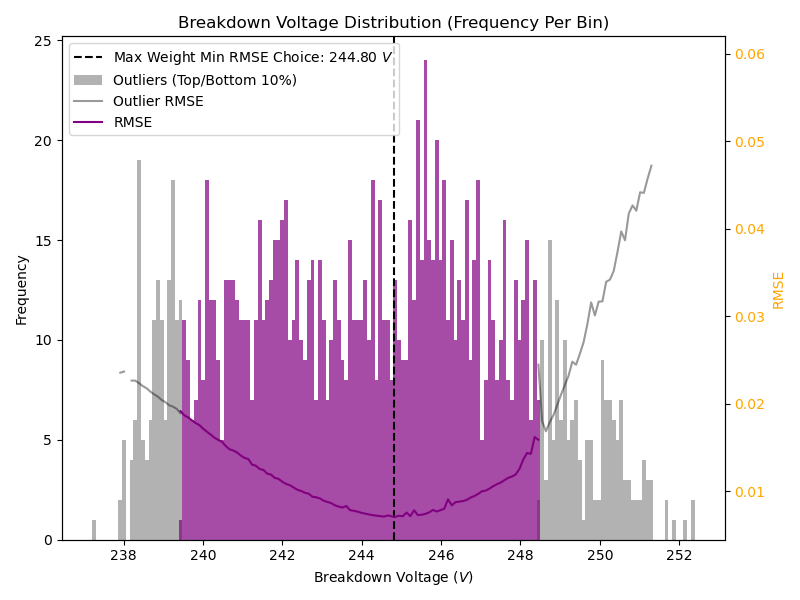 Breakdown Voltage Distribution (Frequency Per Bin)
Max Weight Min RMSE Choice: 244.80 V
Outliers (Top/Bottom 10%)
Outlier RMSE
RMSE
25
20
15
10
5
0
Frequency
0.06
0.05
0.04
0.03
0.02
0.01
RMSE
238 240 242 244 246 248 250 252
Breakdown Voltage (V)